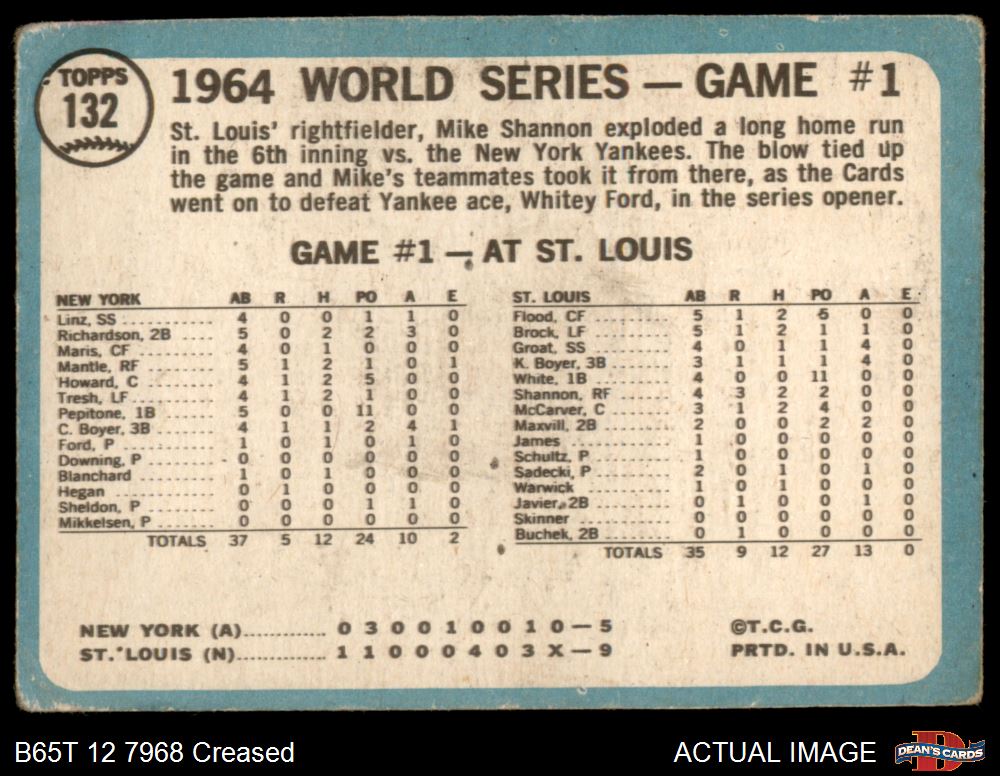 TOPPS
132
1964 WORLD SERIES — GAME #1
St. Louis' rightfielder, Mike Shannon exploded a long home run
in the 6th inning vs. the New York Yankees. The blow tied up
the game and Mike's teammates took it from there, as the Cards
went on to defeat Yankee ace, Whitey Ford, in the series opener.
GAME #1 — AT ST. LOUIS
NEW YORK AB R H PO A E
Linz, SS 4 0 0 1 1 0
Richardson, 2B 5 0 2 2 3 0
Maris, CF 4 0 1 0 0 0
Mantle, RF 5 1 2 1 0 1
Howard, C 4 1 2 5 0 0
Tresh, LF 4 1 2 1 0 0
Pepitone, 1B 5 0 0 11 0 0
C. Boyer, 3B 4 1 1 2 4 1
Ford, P 1 0 1 0 1 0
Downing, P 0 0 0 0 0 0
Blanchard 1 0 1 0 0 0
Hegan 0 1 0 0 0 0
Sheldon, P 0 0 0 1 1 0
Mikkelsen, P 0 0 0 0 0 0
TOTALS 37 5 12 24 10 2
ST. LOUIS AB R H PO A E
Flood, CF 5 1 2 5 0 0
Brock, LF 5 1 2 1 1 0
Groat, SS 4 0 1 1 4 0
K. Boyer, 3B 3 1 1 1 4 0
White, 1B 4 0 0 11 0 0
Shannon, RF 4 3 2 2 0 0
McCarver, C 3 1 2 4 0 0
Maxvill, 2B 2 0 0 2 2 0
James 1 0 0 0 0 0
Schultz, P 1 0 0 0 0 0
Sadecki, P 2 0 1 0 1 0
Warwick 1 0 1 0 0 0
Javier, 2B 0 1 0 0 1 0
Skinner 0 0 0 0 0 0
Buchek, 2B 0 1 0 0 0 0
TOTALS 35 9 12 27 13 0
NEW YORK (A) 0 3 0 0 1 0 0 1 0 — 5
ST. LOUIS (N) 1 1 0 0 0 4 0 3 X — 9
©T.C.G.
PRTD. IN U.S.A.
B65T 12 7968 Creased
ACTUAL IMAGE
DEAN'S CARDS